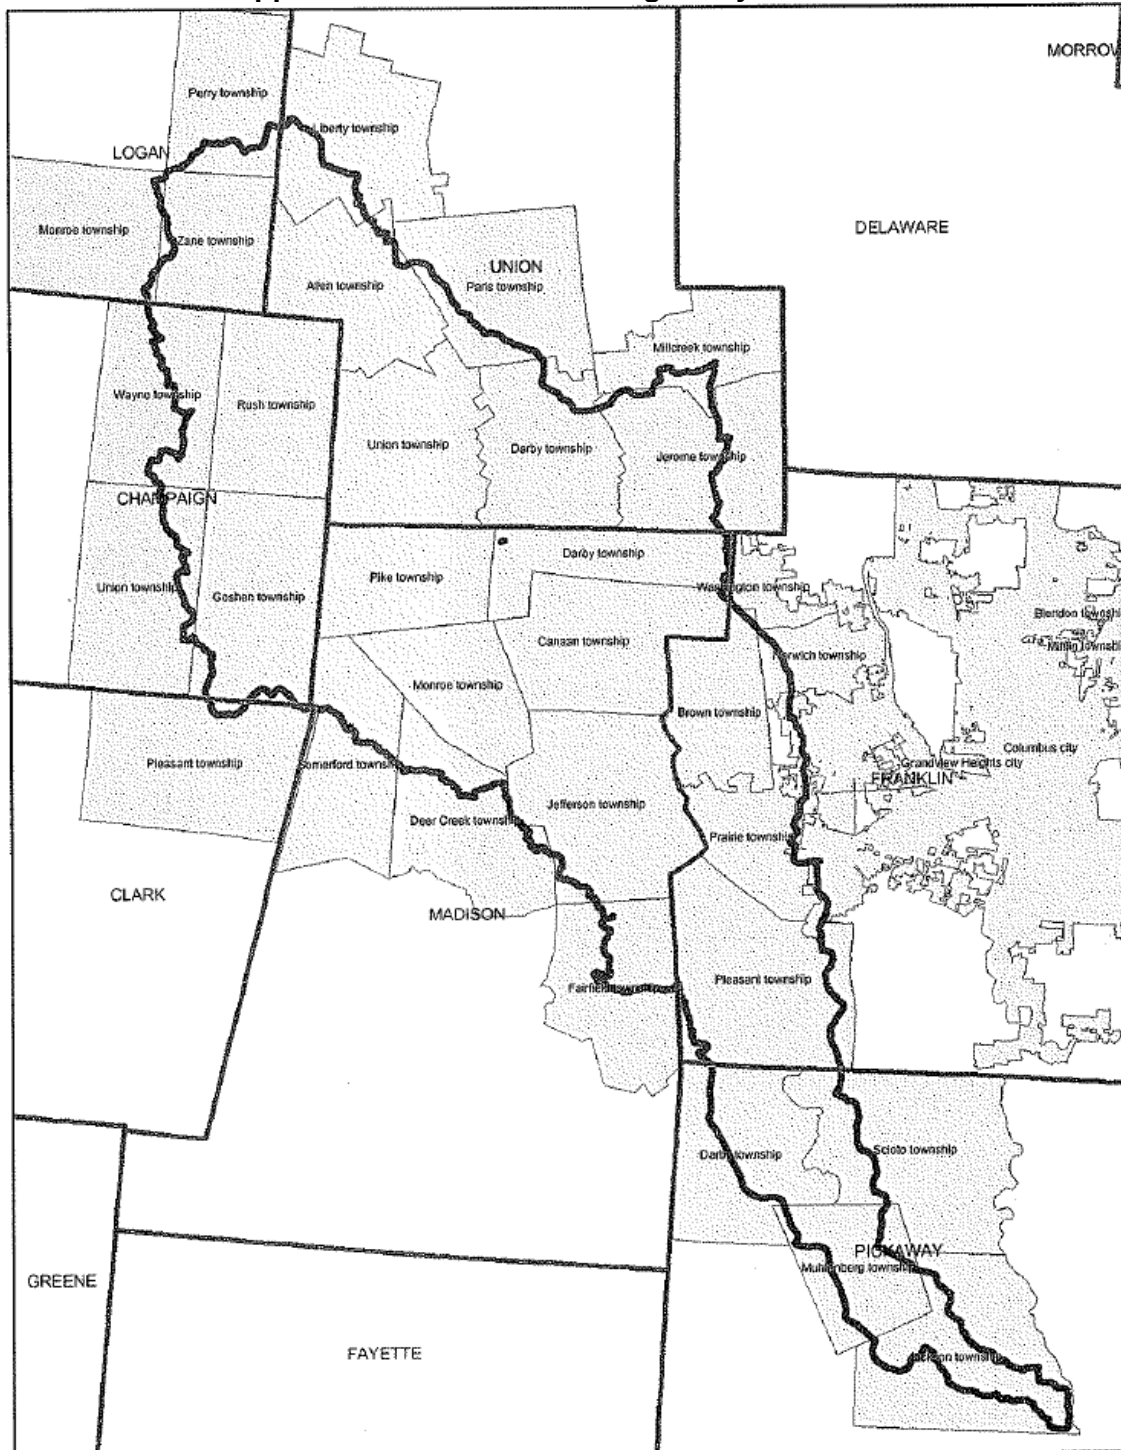 MORROW
Perry township
Liberty township
LOGAN
Monroe township
Zane township
DELAWARE
UNION
Allen township
Paris township
Millcreek township
Wayne township
Rush township
Union township
Darby township
Jerome township
CHAMPAIGN
Darby township
Pike township
Union township
Goshen township
Washington township
Blendon township
Canaan township
Norwich township
Mifflin township
Monroe township
Brown township
Columbus city
Pleasant township
Somerford township
Grandview Heights city
FRANKLIN
Jefferson township
Deer Creek township
Prairie township
CLARK
MADISON
Pleasant township
Fairfield township
Darby township
Scioto township
PICKAWAY
Muhlenberg township
GREENE
FAYETTE
Jackson township